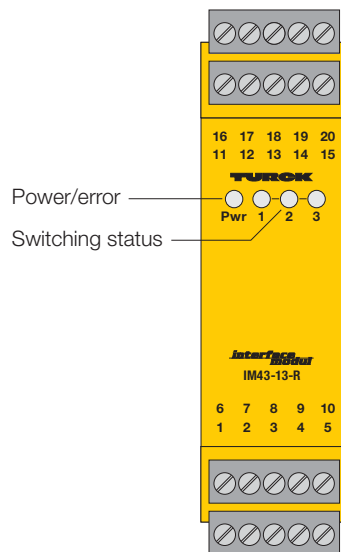 16 17 18 19 20
11 12 13 14 15
TURCK
Power/error
Pwr 1 2 3
Switching status
interface
modul
IM43-13-R
6 7 8 9 10
1 2 3 4 5